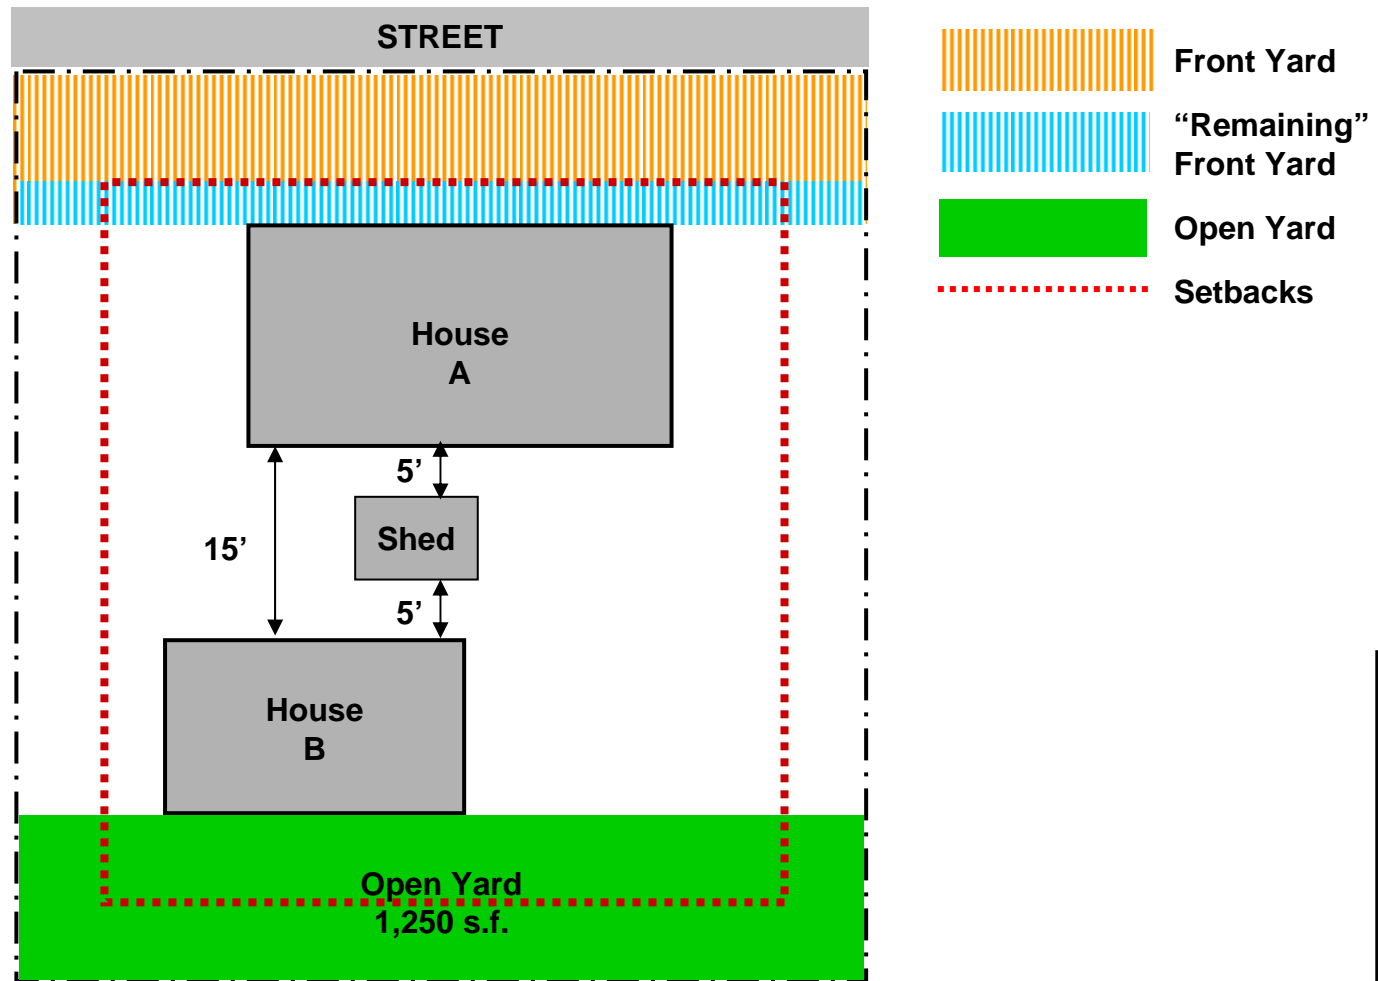 STREET
Front Yard
“Remaining”
Front Yard
Open Yard
Setbacks
House
A
5’
15’
Shed
5’
House
B
Open Yard
1,250 s.f.